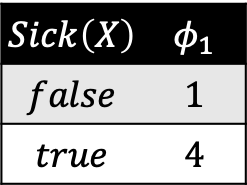 Sick(X) ϕ₁
false 1
true 4